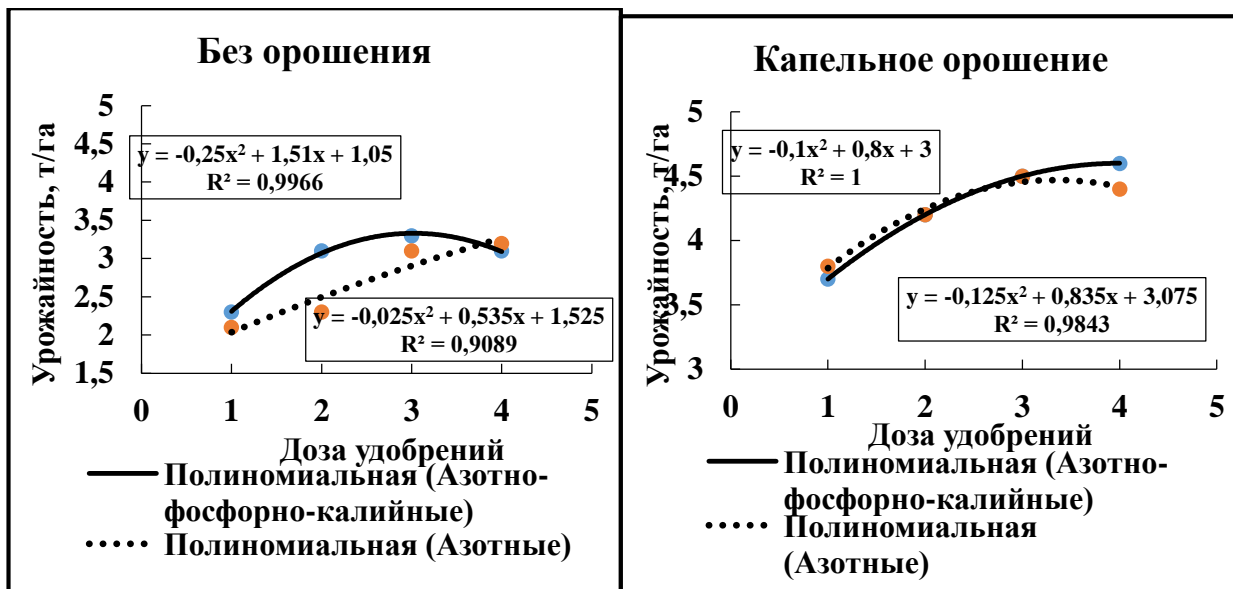 Без орошения
Урожайность, т/га
5
4,5
4
3,5
3
2,5
2
1,5
y = -0,25x² + 1,51x + 1,05
R² = 0,9966
y = -0,025x² + 0,535x + 1,525
R² = 0,9089
0 1 2 3 4 5
Доза удобрений
Полиномиальная (Азотно-
фосфорно-калийные)
Полиномиальная (Азотные)
Капельное орошение
Урожайность, т/га
5
4,5
4
3,5
3
y = -0,1x² + 0,8x + 3
R² = 1
y = -0,125x² + 0,835x + 3,075
R² = 0,9843
0 1 2 3 4 5
Доза удобрений
Полиномиальная (Азотно-
фосфорно-калийные)
Полиномиальная
(Азотные)